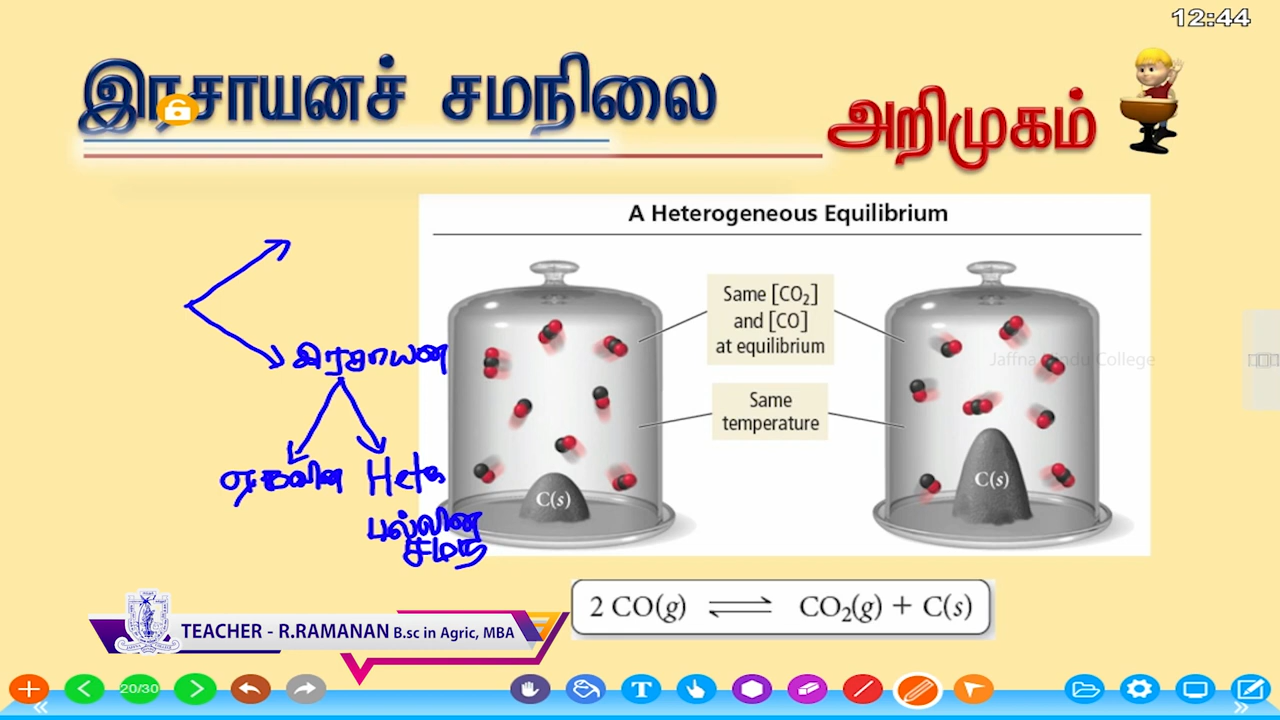 12:44
இரசாயனச் சமநிலை
அறிமுகம்
A Heterogeneous Equilibrium
Same [CO₂]
and [CO]
at equilibrium
Same
temperature
C(s)
C(s)
Jaffna Hindu College
இரசாயன
ஏகவின
பல்லின
சமநி
2 CO(g) ⇌ CO₂(g) + C(s)
TEACHER - R.RAMANAN B.sc in Agric, MBA
20/30
T